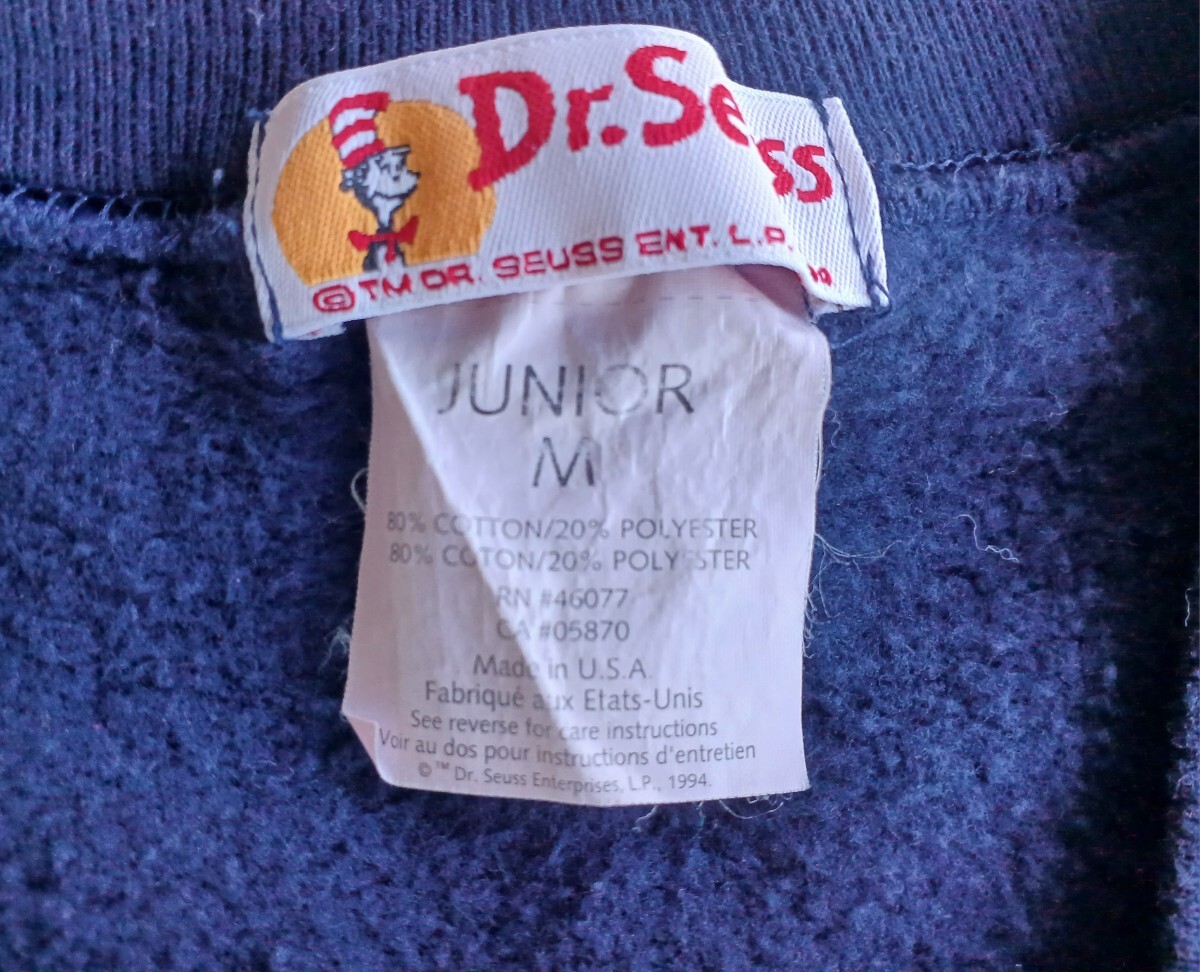 Dr. Seuss
© TM DR. SEUSS ENT. L.P.
JUNIOR
M
80% COTTON/20% POLYESTER
80% COTON/20% POLYESTER
RN #46077
CA #05870
Made in U.S.A.
Fabriqué aux Etats-Unis
See reverse for care instructions
Voir au dos pour instructions d'entretien
©™ Dr. Seuss Enterprises, L.P., 1994.